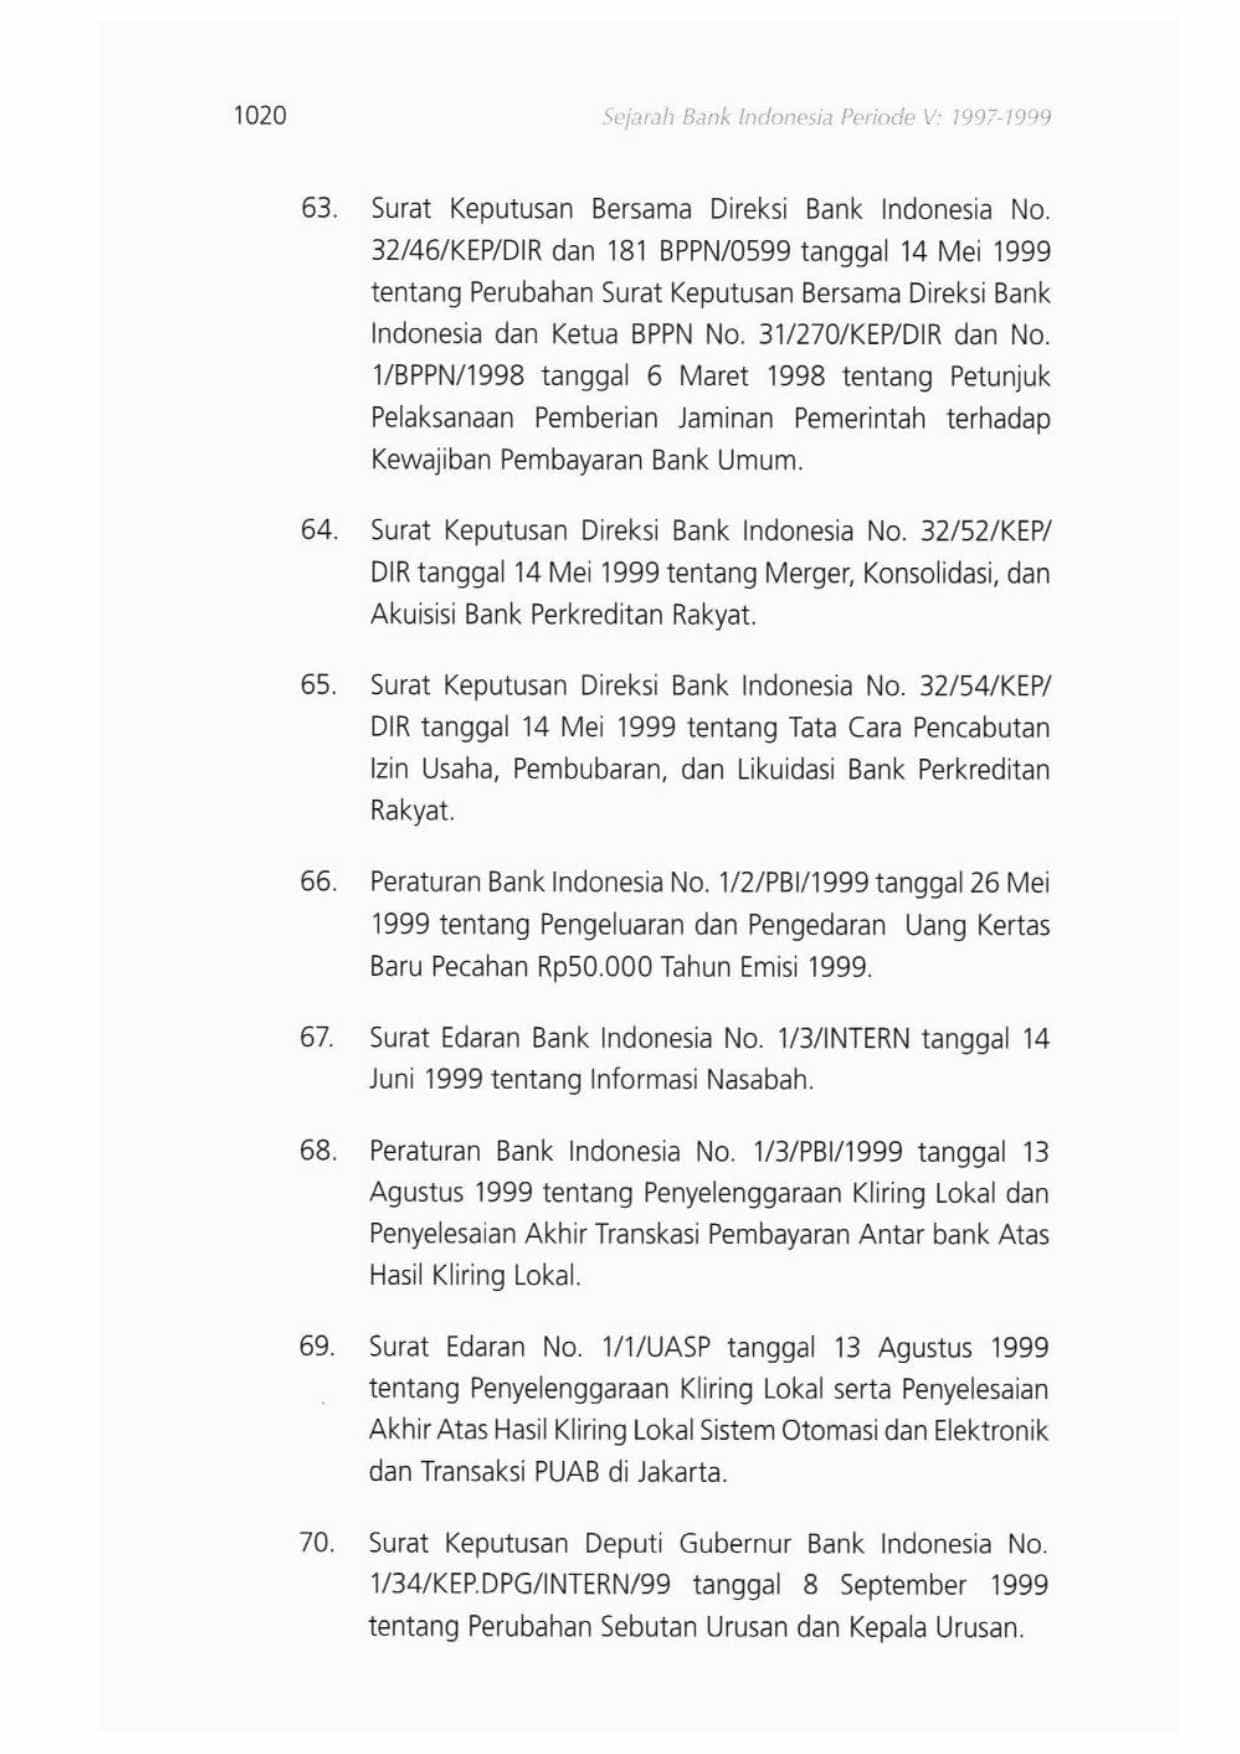 1020
Sejarah Bank Indonesia Periode V: 1997-1999
63. Surat Keputusan Bersama Direksi Bank Indonesia No.
32/46/KEP/DIR dan 181 BPPN/0599 tanggal 14 Mei 1999
tentang Perubahan Surat Keputusan Bersama Direksi Bank
Indonesia dan Ketua BPPN No. 31/270/KEP/DIR dan No.
1/BPPN/1998 tanggal 6 Maret 1998 tentang Petunjuk
Pelaksanaan Pemberian Jaminan Pemerintah terhadap
Kewajiban Pembayaran Bank Umum.
64. Surat Keputusan Direksi Bank Indonesia No. 32/52/KEP/
DIR tanggal 14 Mei 1999 tentang Merger, Konsolidasi, dan
Akuisisi Bank Perkreditan Rakyat.
65. Surat Keputusan Direksi Bank Indonesia No. 32/54/KEP/
DIR tanggal 14 Mei 1999 tentang Tata Cara Pencabutan
Izin Usaha, Pembubaran, dan Likuidasi Bank Perkreditan
Rakyat.
66. Peraturan Bank Indonesia No. 1/2/PBI/1999 tanggal 26 Mei
1999 tentang Pengeluaran dan Pengedaran Uang Kertas
Baru Pecahan Rp50.000 Tahun Emisi 1999.
67. Surat Edaran Bank Indonesia No. 1/3/INTERN tanggal 14
Juni 1999 tentang Informasi Nasabah.
68. Peraturan Bank Indonesia No. 1/3/PBI/1999 tanggal 13
Agustus 1999 tentang Penyelenggaraan Kliring Lokal dan
Penyelesaian Akhir Transkasi Pembayaran Antar bank Atas
Hasil Kliring Lokal.
69. Surat Edaran No. 1/1/UASP tanggal 13 Agustus 1999
tentang Penyelenggaraan Kliring Lokal serta Penyelesaian
Akhir Atas Hasil Kliring Lokal Sistem Otomasi dan Elektronik
dan Transaksi PUAB di Jakarta.
70. Surat Keputusan Deputi Gubernur Bank Indonesia No.
1/34/KEP.DPG/INTERN/99 tanggal 8 September 1999
tentang Perubahan Sebutan Urusan dan Kepala Urusan.